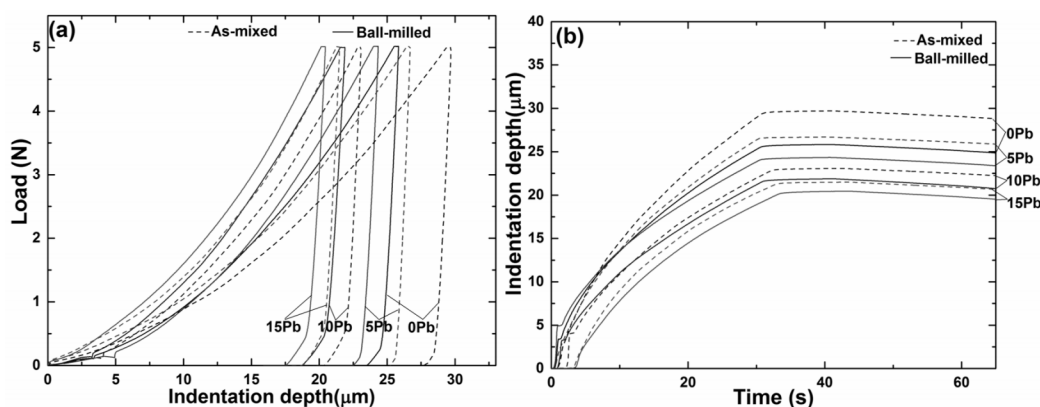 (a)
As-mixed
Ball-milled
Load (N)
5
4
3
2
1
0
15Pb 10Pb 5Pb 0Pb
0 5 10 15 20 25 30
Indentation depth(μm)
(b)
As-mixed
Ball-milled
Indentation depth(μm)
40
35
30
25
20
15
10
5
0
0Pb
5Pb
10Pb
15Pb
0 20 40 60
Time (s)